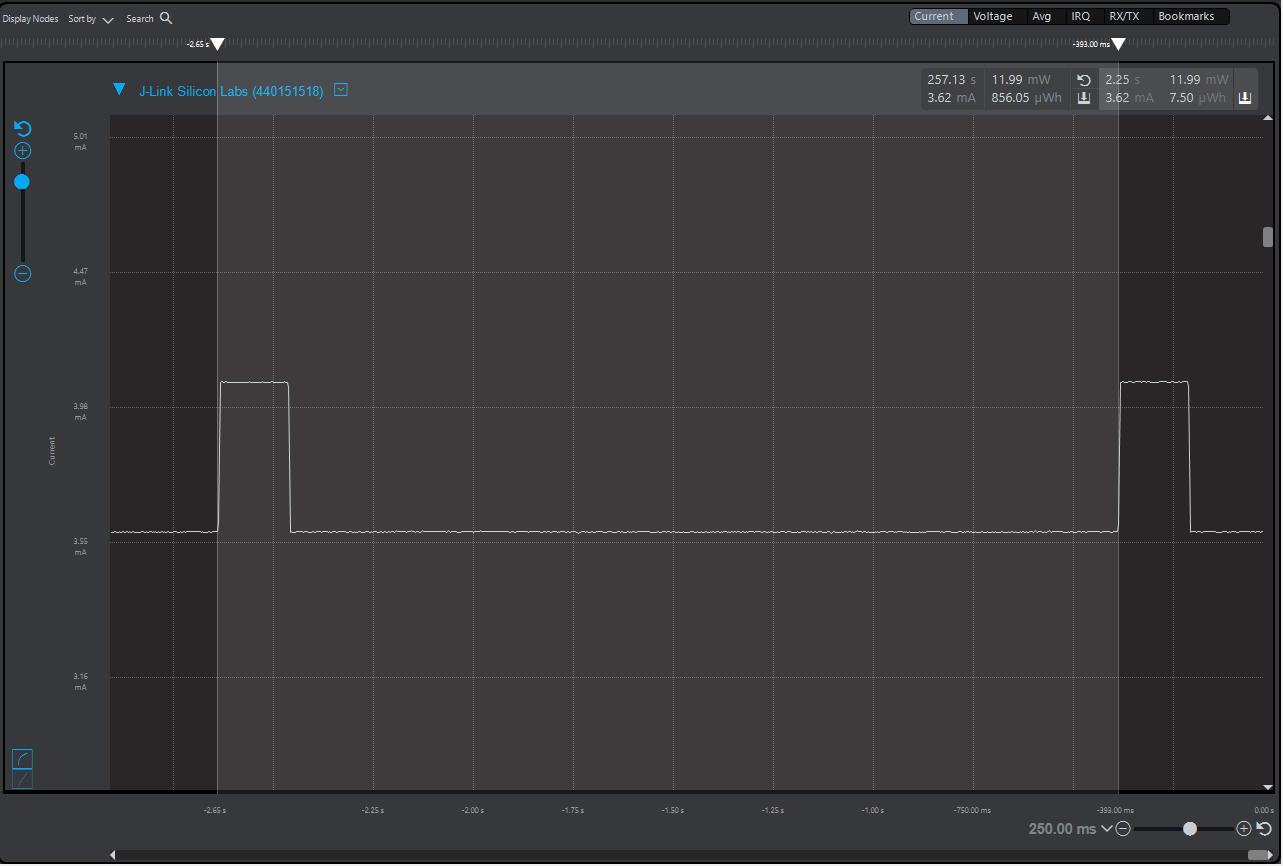 Display Nodes Sort by Search Current Voltage Avg IRQ RX/TX Bookmarks
-2.65 s -393.00 ms
J-Link Silicon Labs (440151518) 257.13 s 11.99 mW 2.25 s 11.99 mW
3.62 mA 856.05 µWh 3.62 mA 7.50 µWh
5.01
mA
4.47
mA
3.98
mA
Current
3.55
mA
3.16
mA
-2.65 s -2.25 s -2.00 s -1.75 s -1.50 s -1.25 s -1.00 s -750.00 ms -393.00 ms 0.00 s
250.00 ms